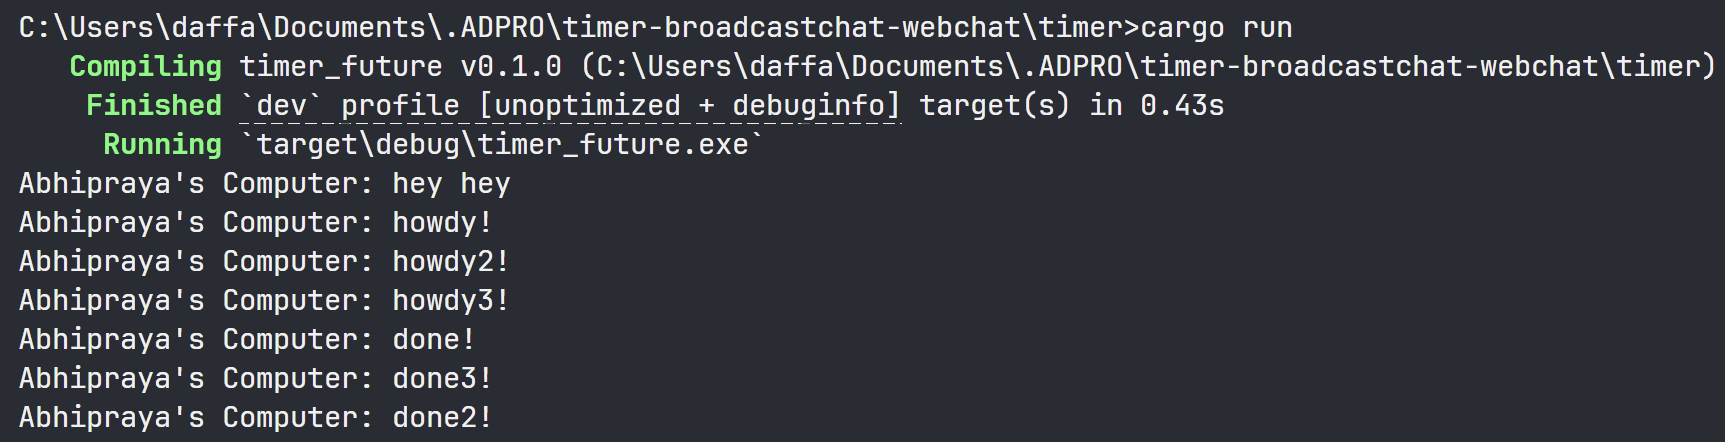 C:\Users\daffa\Documents\.ADPRO\timer-broadcastchat-webchat\timer>cargo run
Compiling timer_future v0.1.0 (C:\Users\daffa\Documents\.ADPRO\timer-broadcastchat-webchat\timer)
Finished `dev` profile [unoptimized + debuginfo] target(s) in 0.43s
Running `target\debug\timer_future.exe`
Abhipraya's Computer: hey hey
Abhipraya's Computer: howdy!
Abhipraya's Computer: howdy2!
Abhipraya's Computer: howdy3!
Abhipraya's Computer: done!
Abhipraya's Computer: done3!
Abhipraya's Computer: done2!